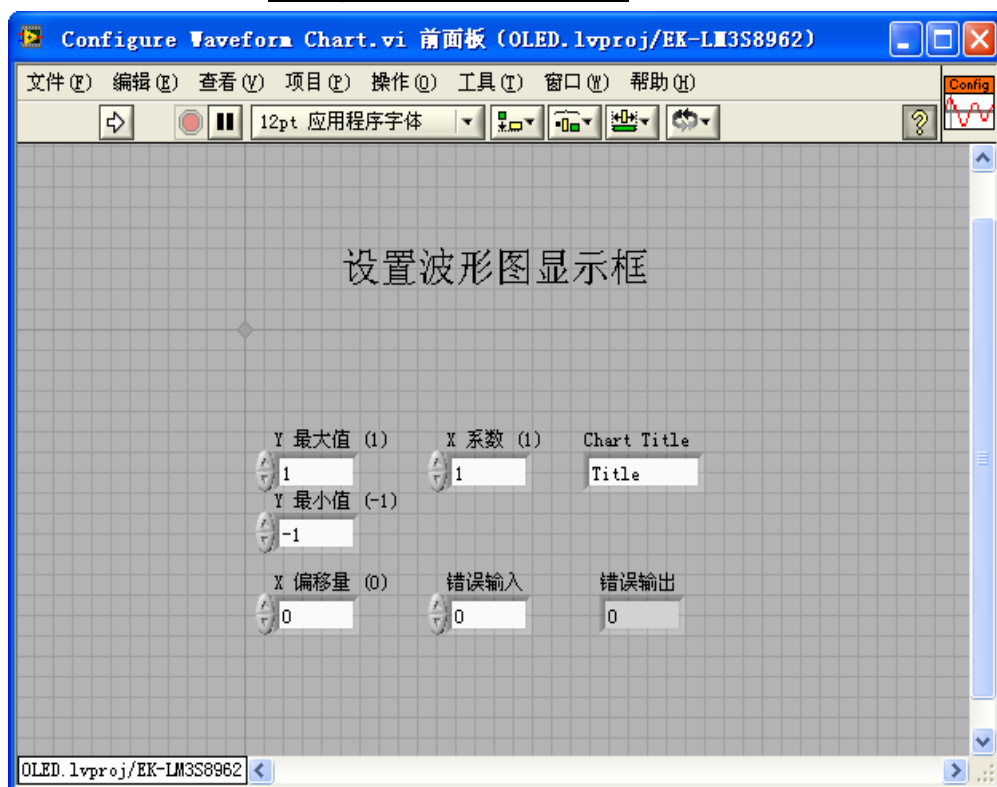 Configure Waveform Chart.vi 前面板 (OLED.lvproj/EK-LM3S8962)
文件(F) 编辑(E) 查看(V) 项目(P) 操作(O) 工具(T) 窗口(W) 帮助(H)
Config
12pt 应用程序字体
设置波形图显示框
Y 最大值 (1) X 系数 (1) Chart Title
1 1 Title
Y 最小值 (-1)
-1
X 偏移量 (0) 错误输入 错误输出
0 0 0
OLED.lvproj/EK-LM3S8962